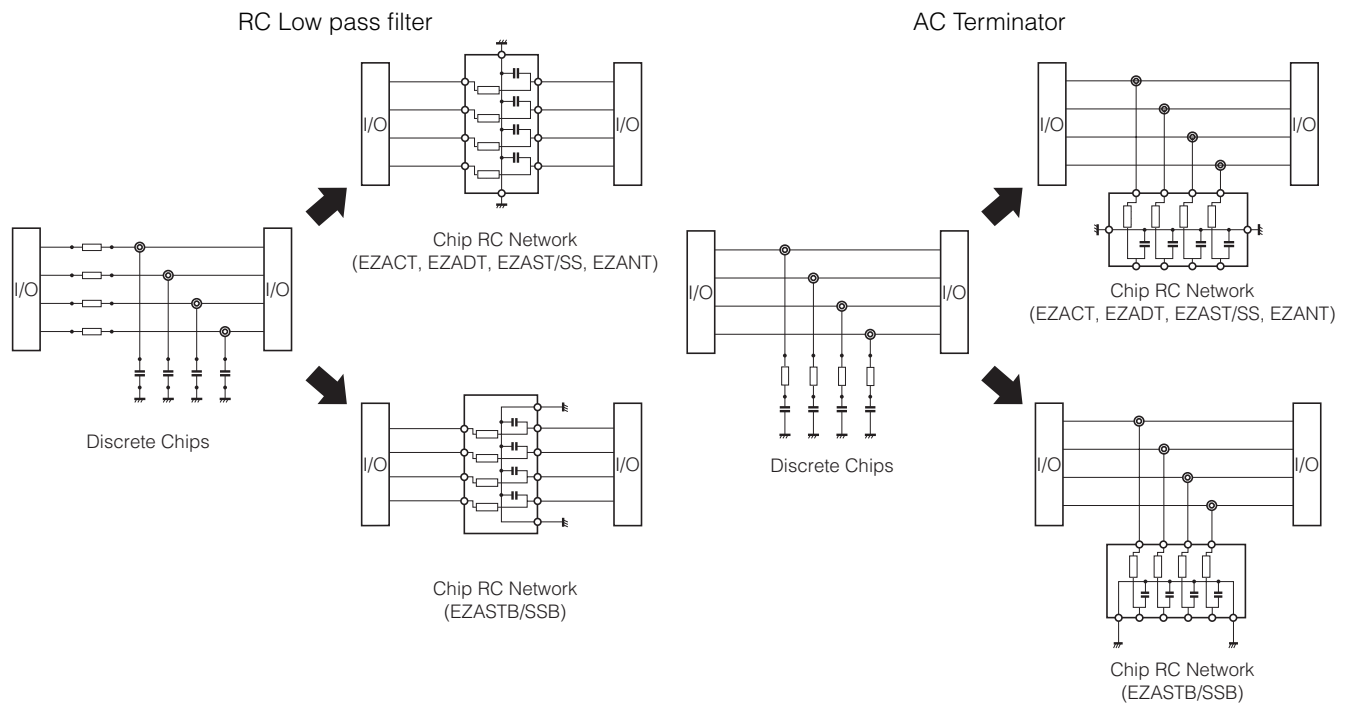 RC Low pass filter
I/O
I/O
Chip RC Network
(EZACT, EZADT, EZAST/SS, EZANT)
I/O
I/O
Discrete Chips
I/O
I/O
Chip RC Network
(EZASTB/SSB)
AC Terminator
I/O
I/O
Chip RC Network
(EZACT, EZADT, EZAST/SS, EZANT)
I/O
I/O
Discrete Chips
I/O
I/O
Chip RC Network
(EZASTB/SSB)